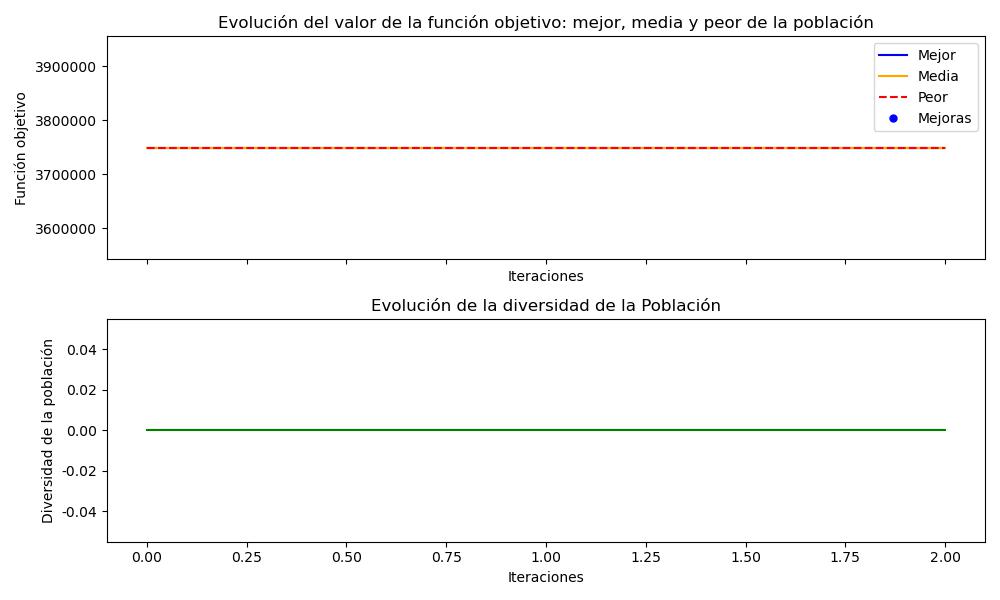 Evolución del valor de la función objetivo: mejor, media y peor de la población
Función objetivo
3900000
3800000
3700000
3600000
Mejor
Media
Peor
Mejoras
Iteraciones
Evolución de la diversidad de la Población
Diversidad de la población
0.04
0.02
0.00
-0.02
-0.04
0.00 0.25 0.50 0.75 1.00 1.25 1.50 1.75 2.00
Iteraciones